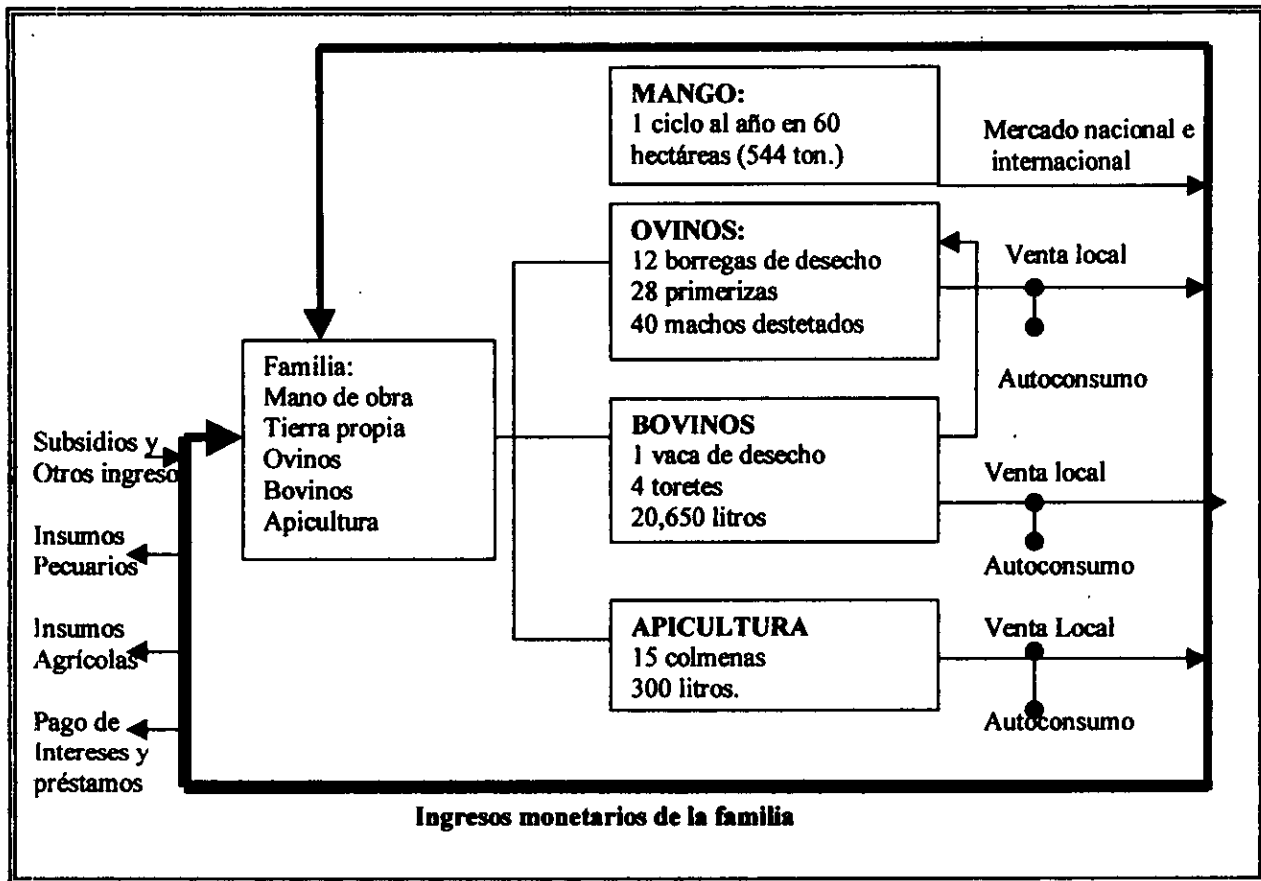 MANGO:
1 ciclo al año en 60
hectáreas (544 ton.)
Mercado nacional e
internacional
OVINOS:
12 borregas de desecho
28 primerizas
40 machos destetados
Venta local
Autoconsumo
Familia:
Mano de obra
Tierra propia
Ovinos
Bovinos
Apicultura
BOVINOS
1 vaca de desecho
4 toretes
20,650 litros
Venta local
Autoconsumo
APICULTURA
15 colmenas
300 litros.
Venta Local
Autoconsumo
Subsidios y
Otros ingreso
Insumos
Pecuarios
Insumos
Agrícolas
Pago de
Intereses y
préstamos
Ingresos monetarios de la familia